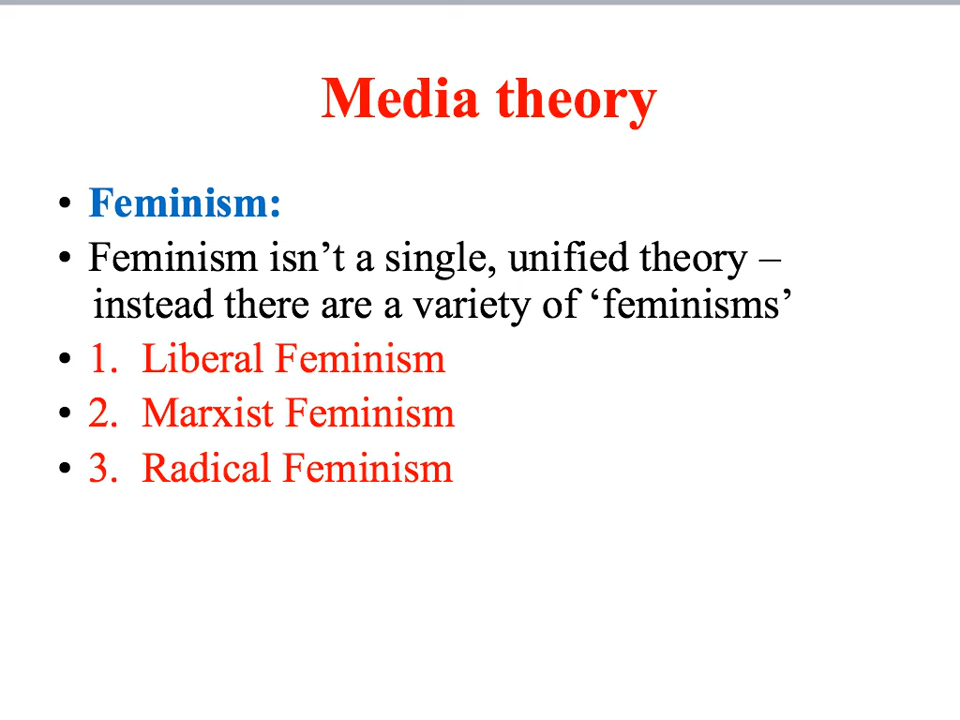 Media theory
• Feminism:
• Feminism isn’t a single, unified theory –
instead there are a variety of ‘feminisms’
• 1. Liberal Feminism
• 2. Marxist Feminism
• 3. Radical Feminism